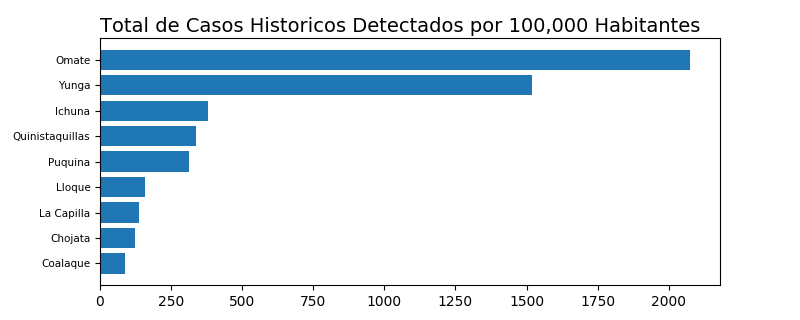 Total de Casos Historicos Detectados por 100,000 Habitantes
Omate
Yunga
Ichuna
Quinistaquillas
Puquina
Lloque
La Capilla
Chojata
Coalaque
0 250 500 750 1000 1250 1500 1750 2000